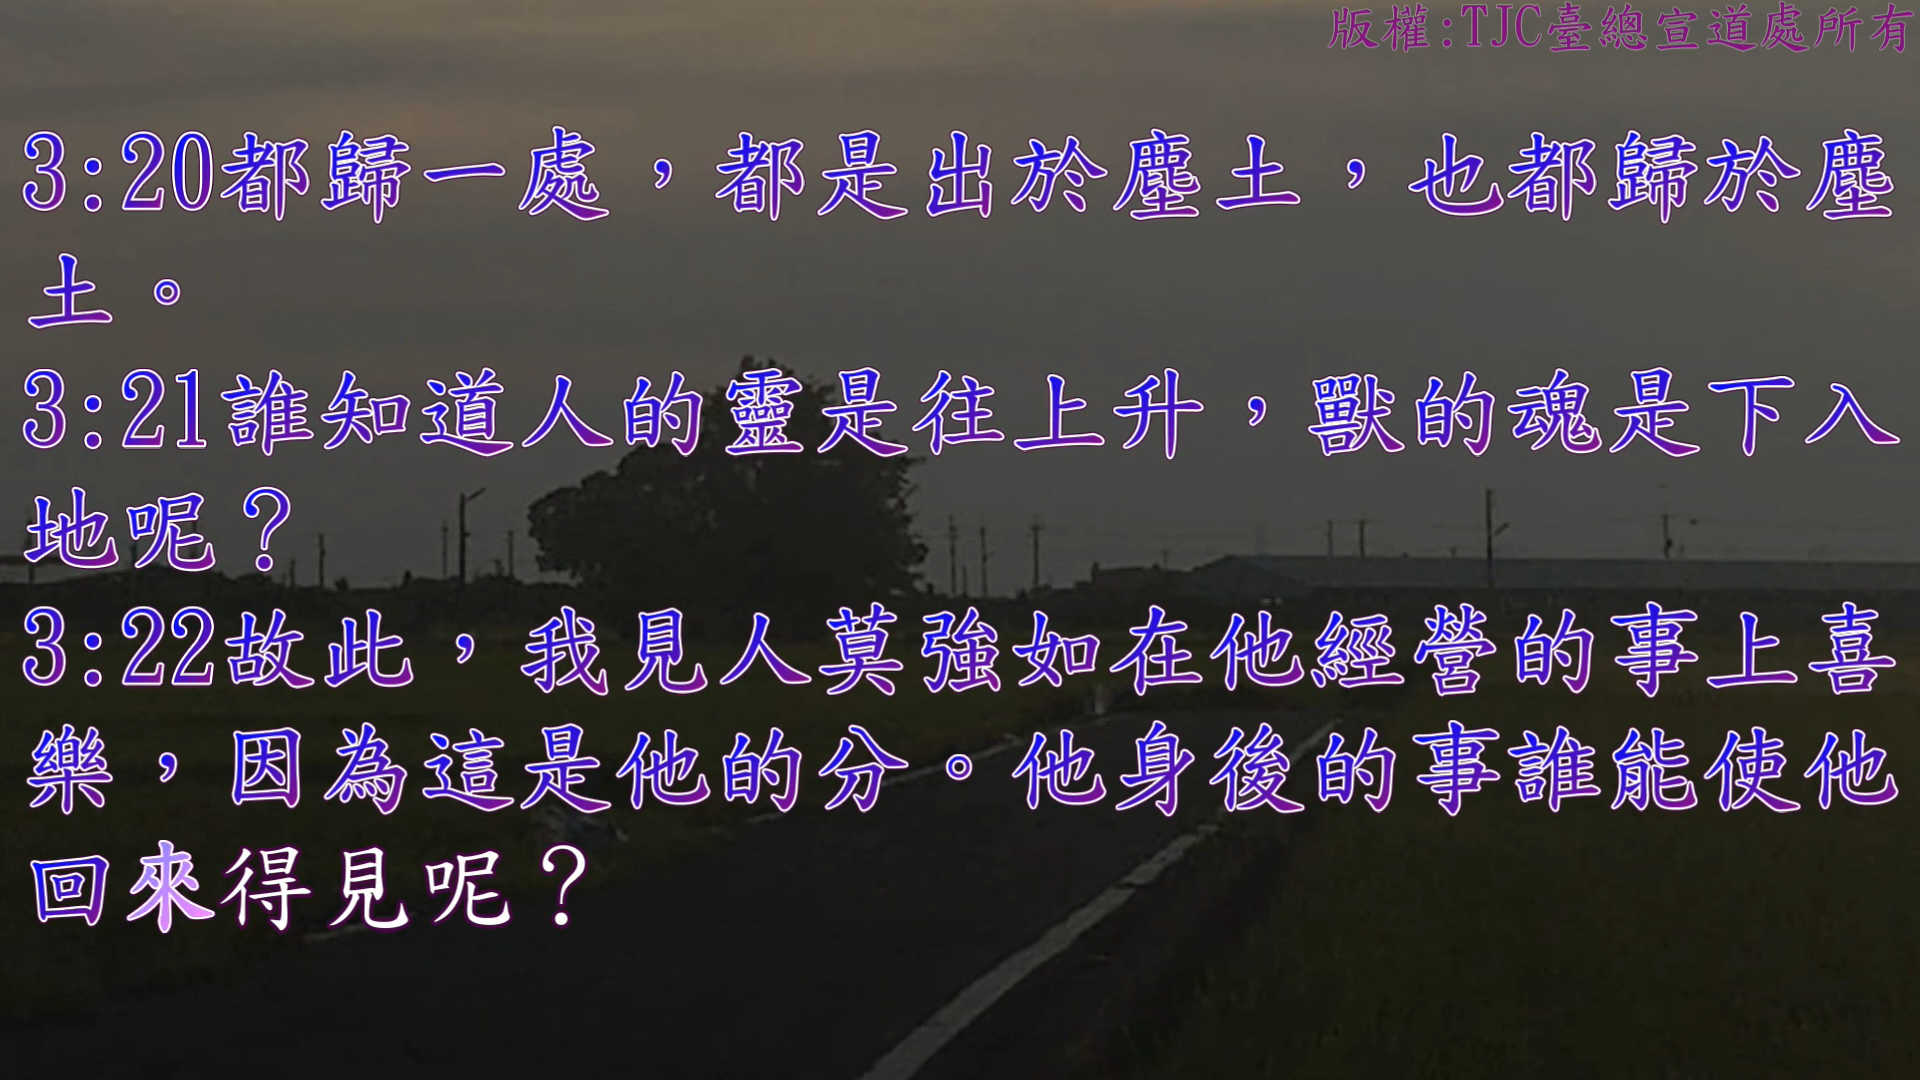 版權:TJC臺總宣道處所有
3:20都歸一處，都是出於塵土，也都歸於塵
土。
3:21誰知道人的靈是往上升，獸的魂是下入
地呢？
3:22故此，我見人莫強如在他經營的事上喜
樂，因為這是他的分。他身後的事誰能使他
回來得見呢？